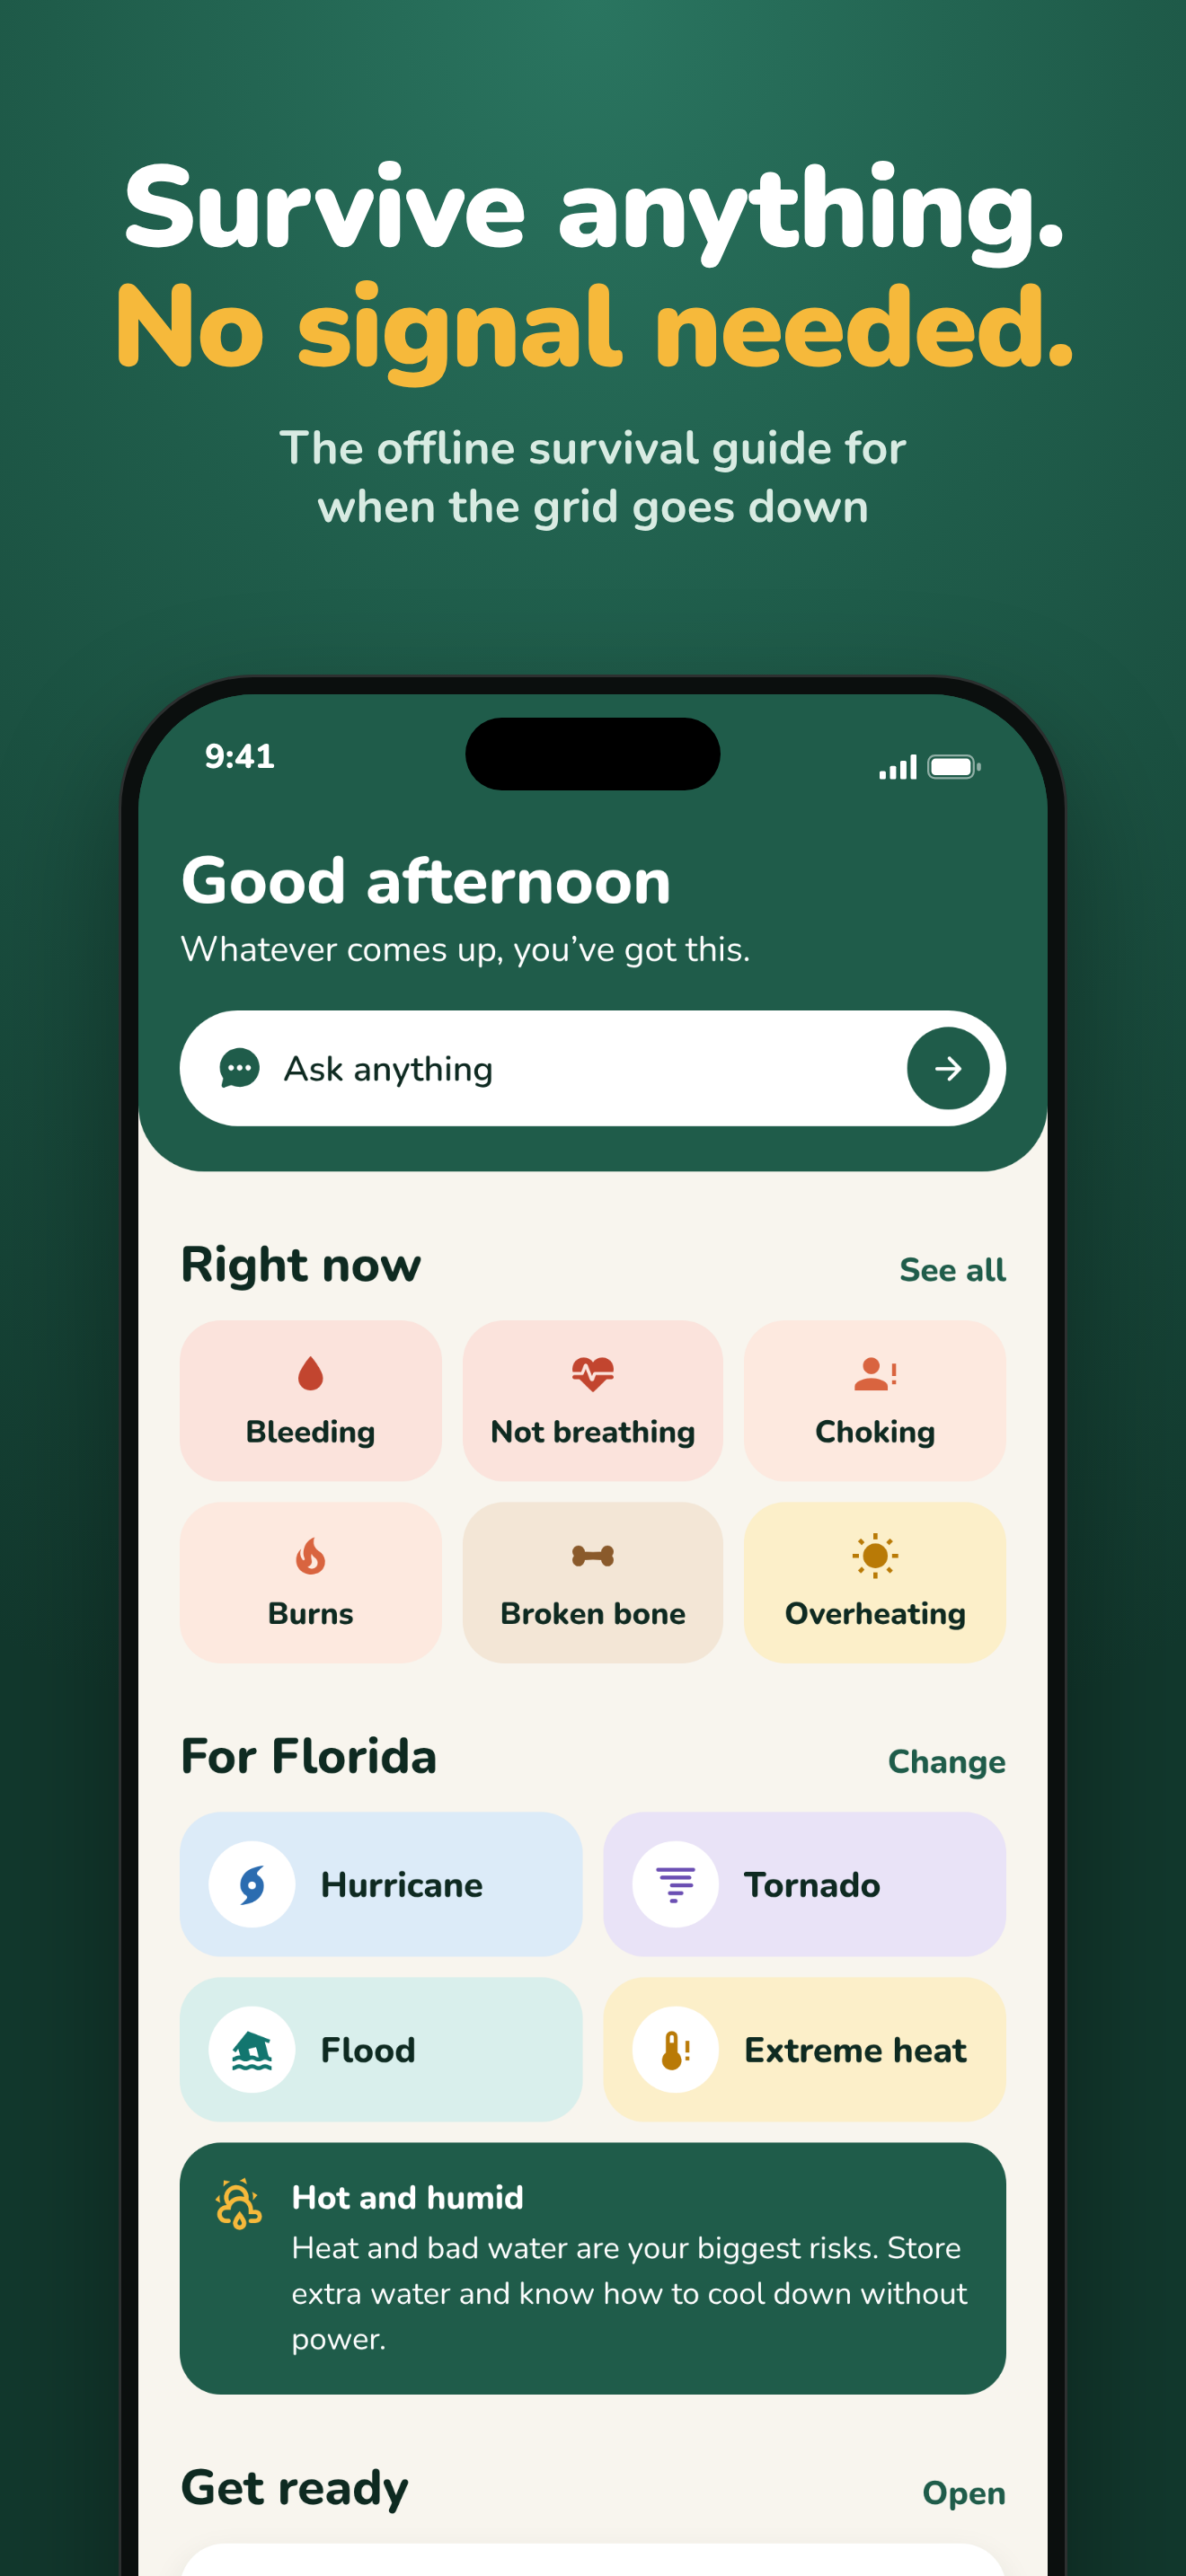 Survive anything.
No signal needed.
The offline survival guide for
when the grid goes down
9:41
Good afternoon
Whatever comes up, you’ve got this.
Ask anything
Right now
See all
Bleeding
Not breathing
Choking
Burns
Broken bone
Overheating
For Florida
Change
Hurricane
Tornado
Flood
Extreme heat
Hot and humid
Heat and bad water are your biggest risks. Store
extra water and know how to cool down without
power.
Get ready
Open